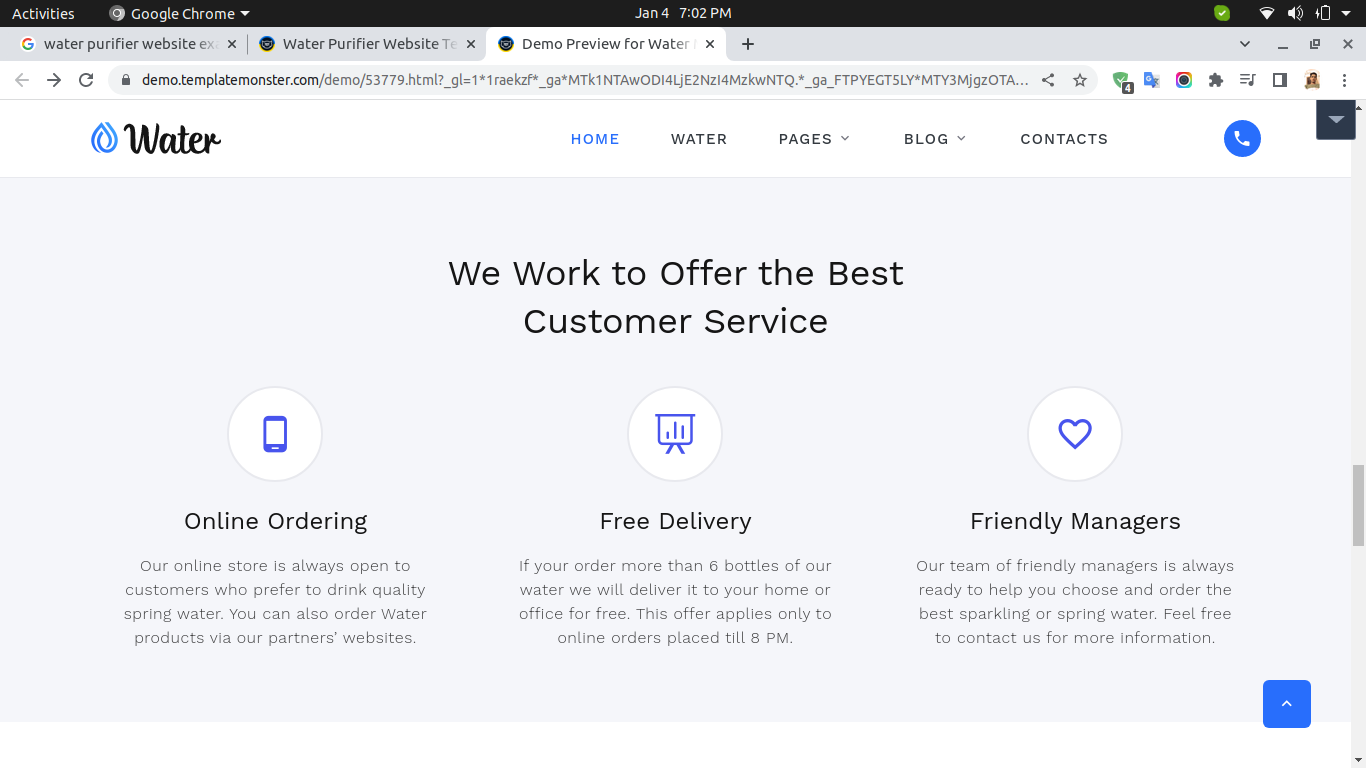 Activities
Google Chrome
Jan 4 7:02 PM
water purifier website exa
Water Purifier Website Te
Demo Preview for Water
demo.templatemonster.com/demo/53779.html?_gl=1*1raekzf*_ga*MTk1NTAwODI4LjE2NzI4MzkwNTQ.*_ga_FTPYEGT5LY*MTY3MjgzOTA...
4
Water
HOME
WATER
PAGES
BLOG
CONTACTS
We Work to Offer the Best
Customer Service
Online Ordering
Our online store is always open to
customers who prefer to drink quality
spring water. You can also order Water
products via our partners’ websites.
Free Delivery
If your order more than 6 bottles of our
water we will deliver it to your home or
office for free. This offer applies only to
online orders placed till 8 PM.
Friendly Managers
Our team of friendly managers is always
ready to help you choose and order the
best sparkling or spring water. Feel free
to contact us for more information.